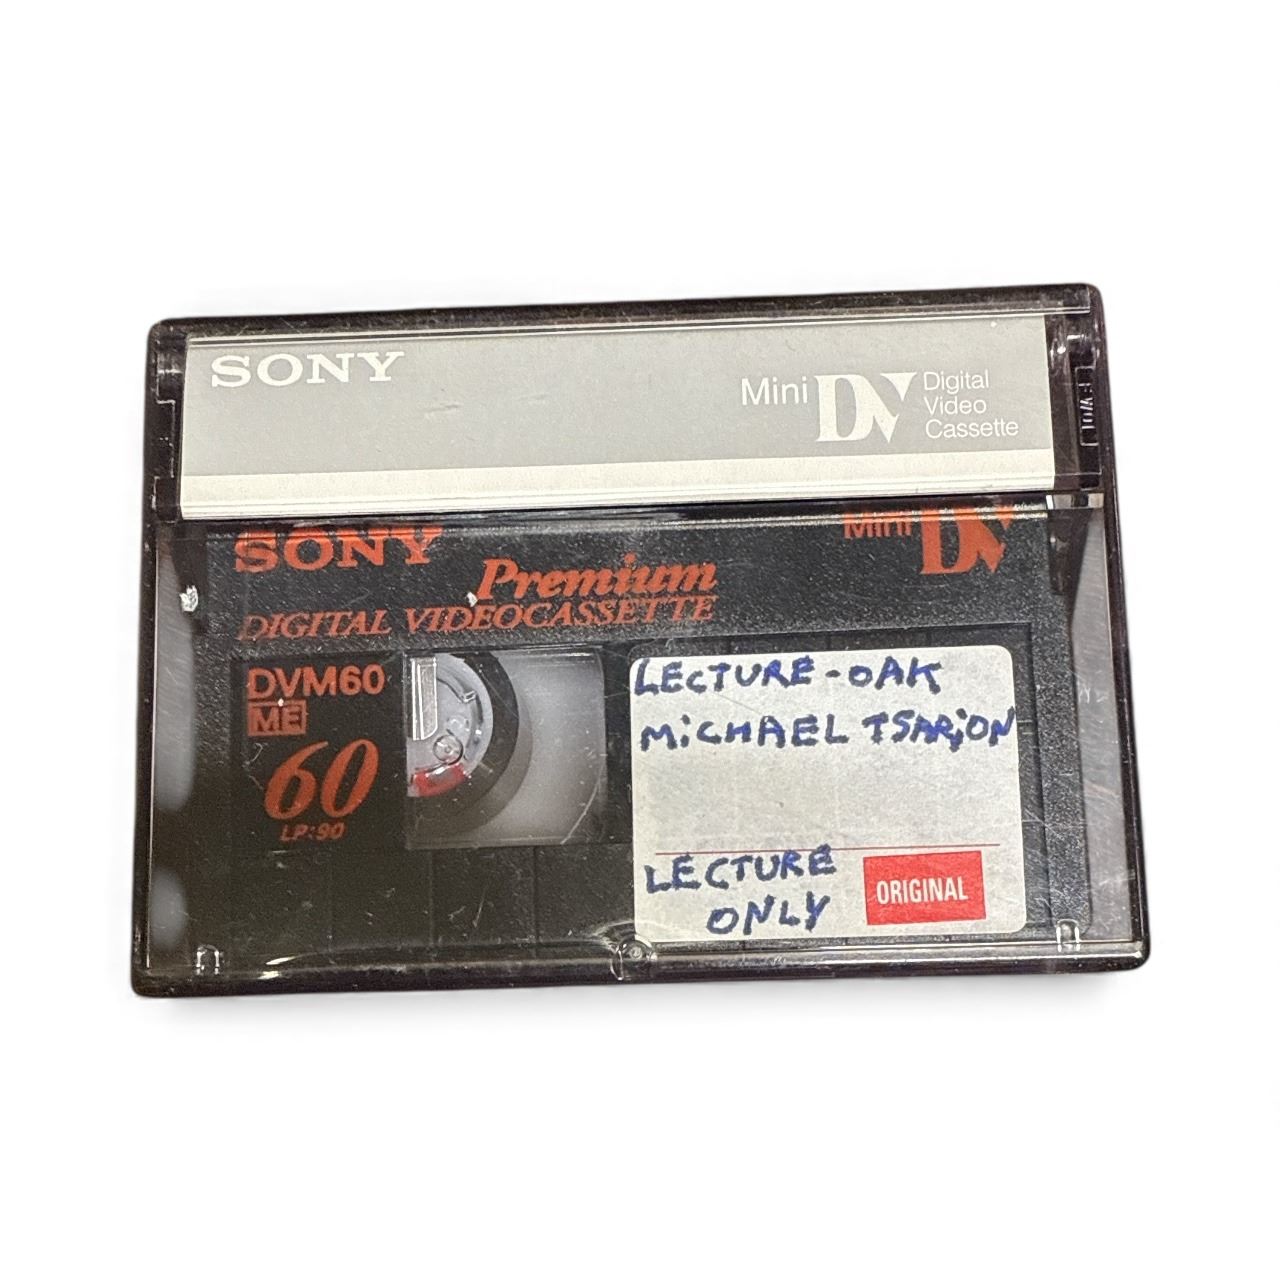 SONY
Mini DV Digital Video Cassette
SONY
Mini DV
Premium
DIGITAL VIDEOCASSETTE
DVM60
ME
60
LP:90
LECTURE-OAK
MiCHAEL TSARiON
LECTURE
ONLY
ORIGINAL